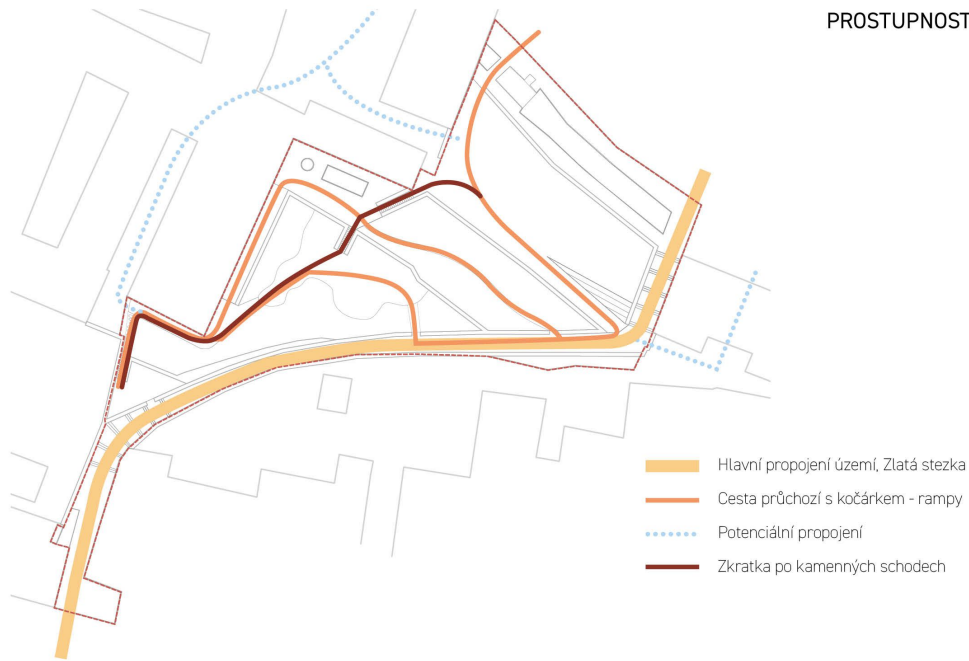 PROSTUPNOST
Hlavní propojení území, Zlatá stezka
Cesta průchozí s kočárkem - rampy
Potenciální propojení
Zkratka po kamenných schodech